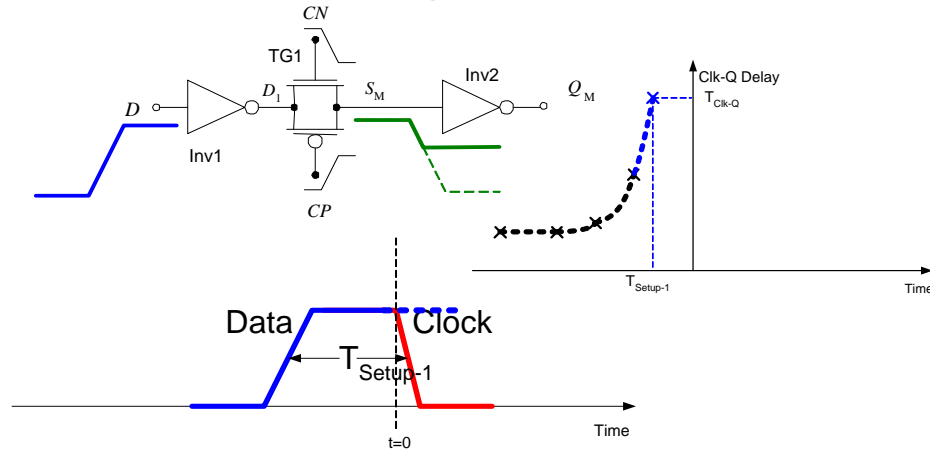 CN
TG1
Inv2
Clk-Q Delay
D
D1
SM
QM
TClk-Q
Inv1
CP
TSetup-1
Time
Data
Clock
TSetup-1
Time
t=0